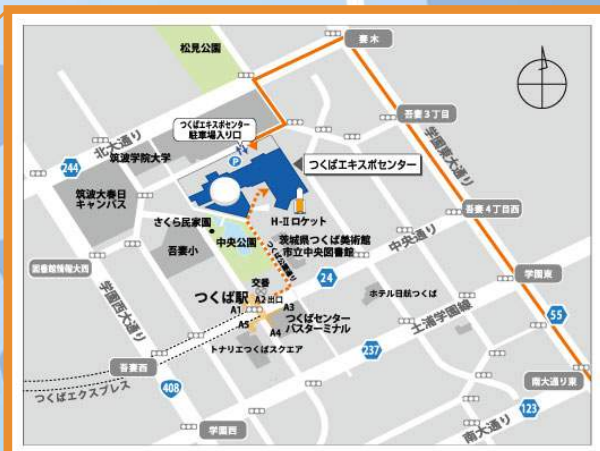 松見公園
妻木
つくばエキスポセンター
駐車場入り口
吾妻3丁目
学園東大通り
北大通り
筑波学院大学
P
つくばエキスポセンター
244
筑波大春日
キャンパス
吾妻4丁目西
さくら民家園
H-Ⅱロケット
中央通り
吾妻小
中央公園
茨城県つくば美術館
市立中央図書館
つくば公園通り
図書館情報大西
24
学園東
交番
つくば駅
A2出口
ホテル日航つくば
学園西大通り
A1
A3
つくばセンター
バスターミナル
土浦学園線
55
A5
A4
トナリエつくばスクエア
237
吾妻西
つくばエクスプレス
408
南大通り東
123
学園西
南大通り